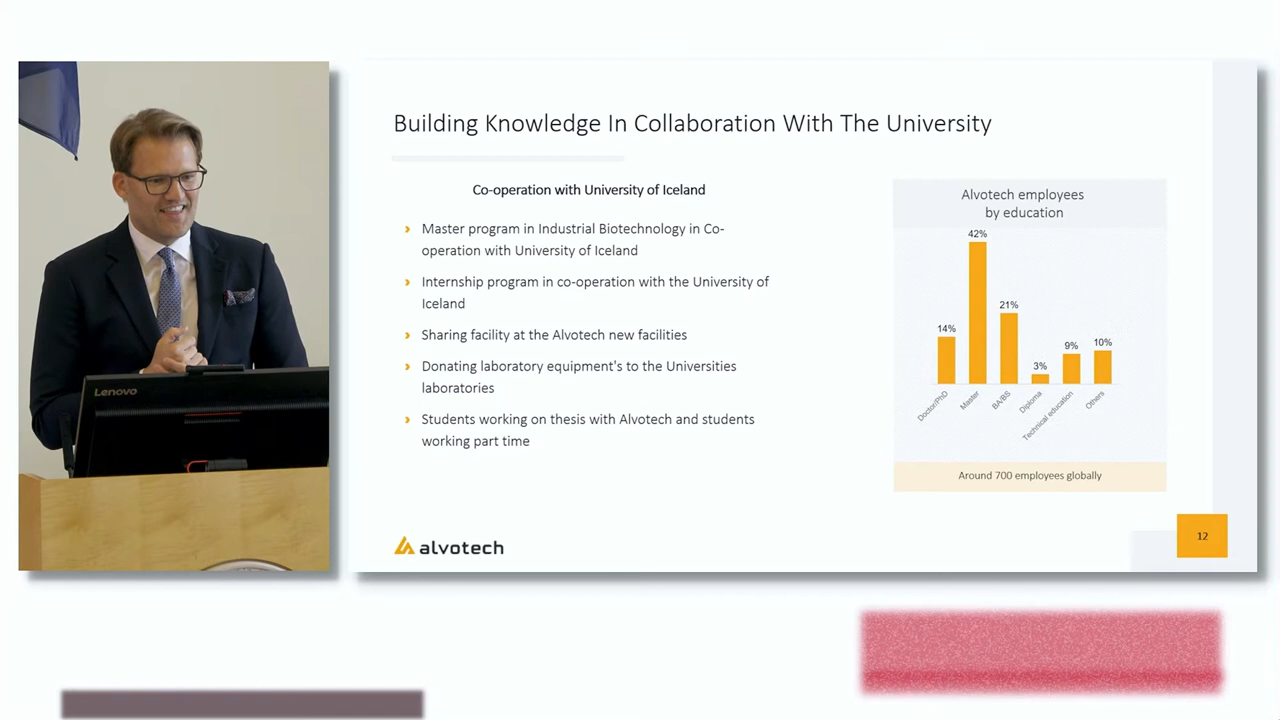 Lenovo
Building Knowledge In Collaboration With The University
Co-operation with University of Iceland
› Master program in Industrial Biotechnology in Co-
operation with University of Iceland
› Internship program in co-operation with the University of
Iceland
› Sharing facility at the Alvotech new facilities
› Donating laboratory equipment's to the Universities
laboratories
› Students working on thesis with Alvotech and students
working part time
Alvotech employees
by education
14%
42%
21%
3%
9%
10%
Doctor/PhD
Master
BA/BS
Diploma
Technical education
Others
Around 700 employees globally
alvotech
12